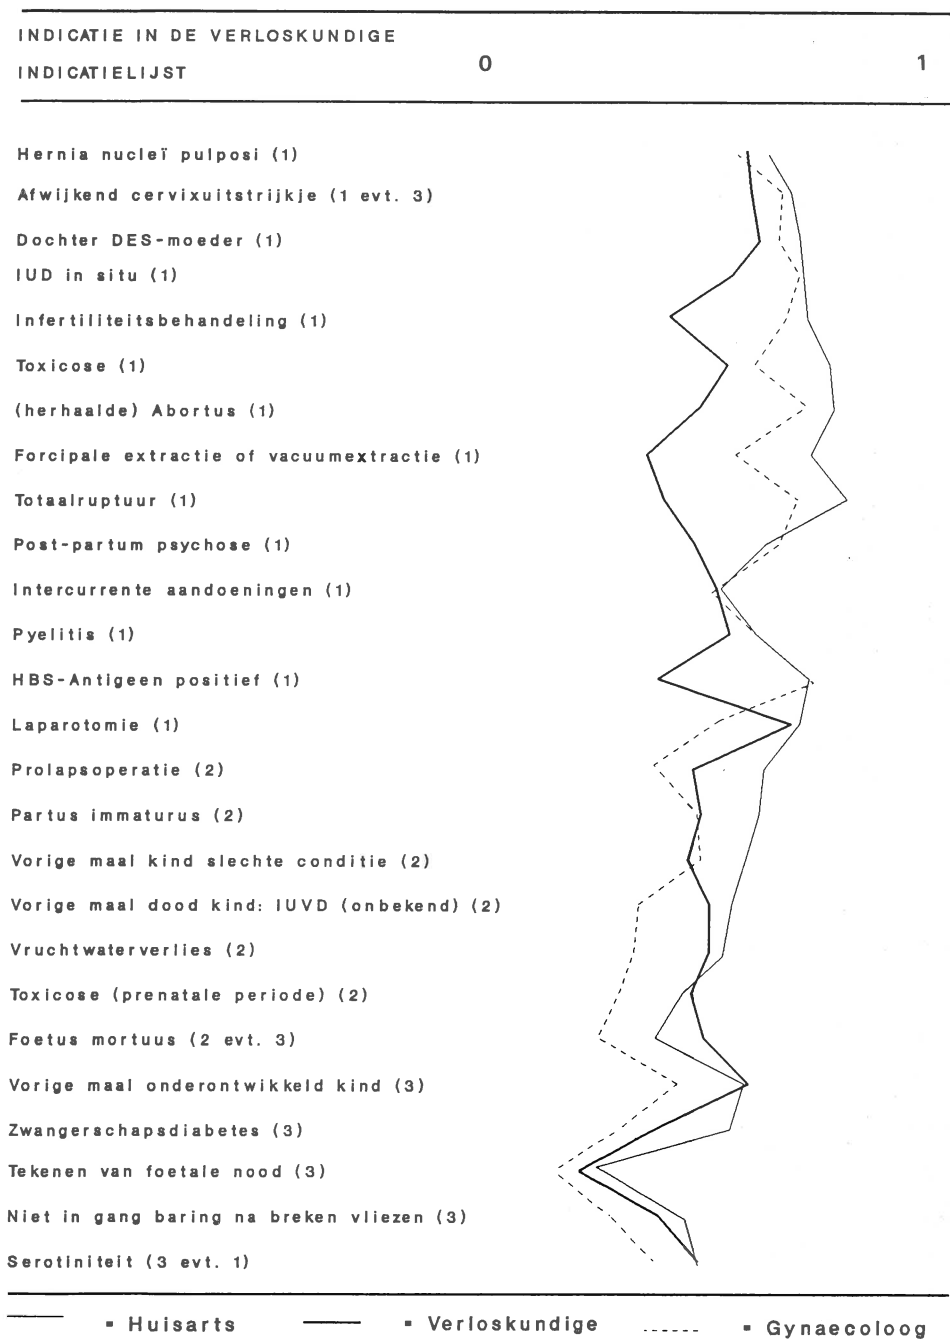 INDICATIE IN DE VERLOSKUNDIGE
INDICATIELIJST 0 1
Hernia nucleï pulposi (1)
Afwijkend cervixuitstrijkje (1 evt. 3)
Dochter DES-moeder (1)
IUD in situ (1)
Infertiliteitsbehandeling (1)
Toxicose (1)
(herhaalde) Abortus (1)
Forcipale extractie of vacuumextractie (1)
Totaalruptuur (1)
Post-partum psychose (1)
Intercurrente aandoeningen (1)
Pyelitis (1)
HBS-Antigeen positief (1)
Laparotomie (1)
Prolapsoperatie (2)
Partus immaturus (2)
Vorige maal kind slechte conditie (2)
Vorige maal dood kind: IUVD (onbekend) (2)
Vruchtwaterverlies (2)
Toxicose (prenatale periode) (2)
Foetus mortuus (2 evt. 3)
Vorige maal onderontwikkeld kind (3)
Zwangerschapsdiabetes (3)
Tekenen van foetale nood (3)
Niet in gang baring na breken vliezen (3)
Serotiniteit (3 evt. 1)
= Huisarts = Verloskundige = Gynaecoloog